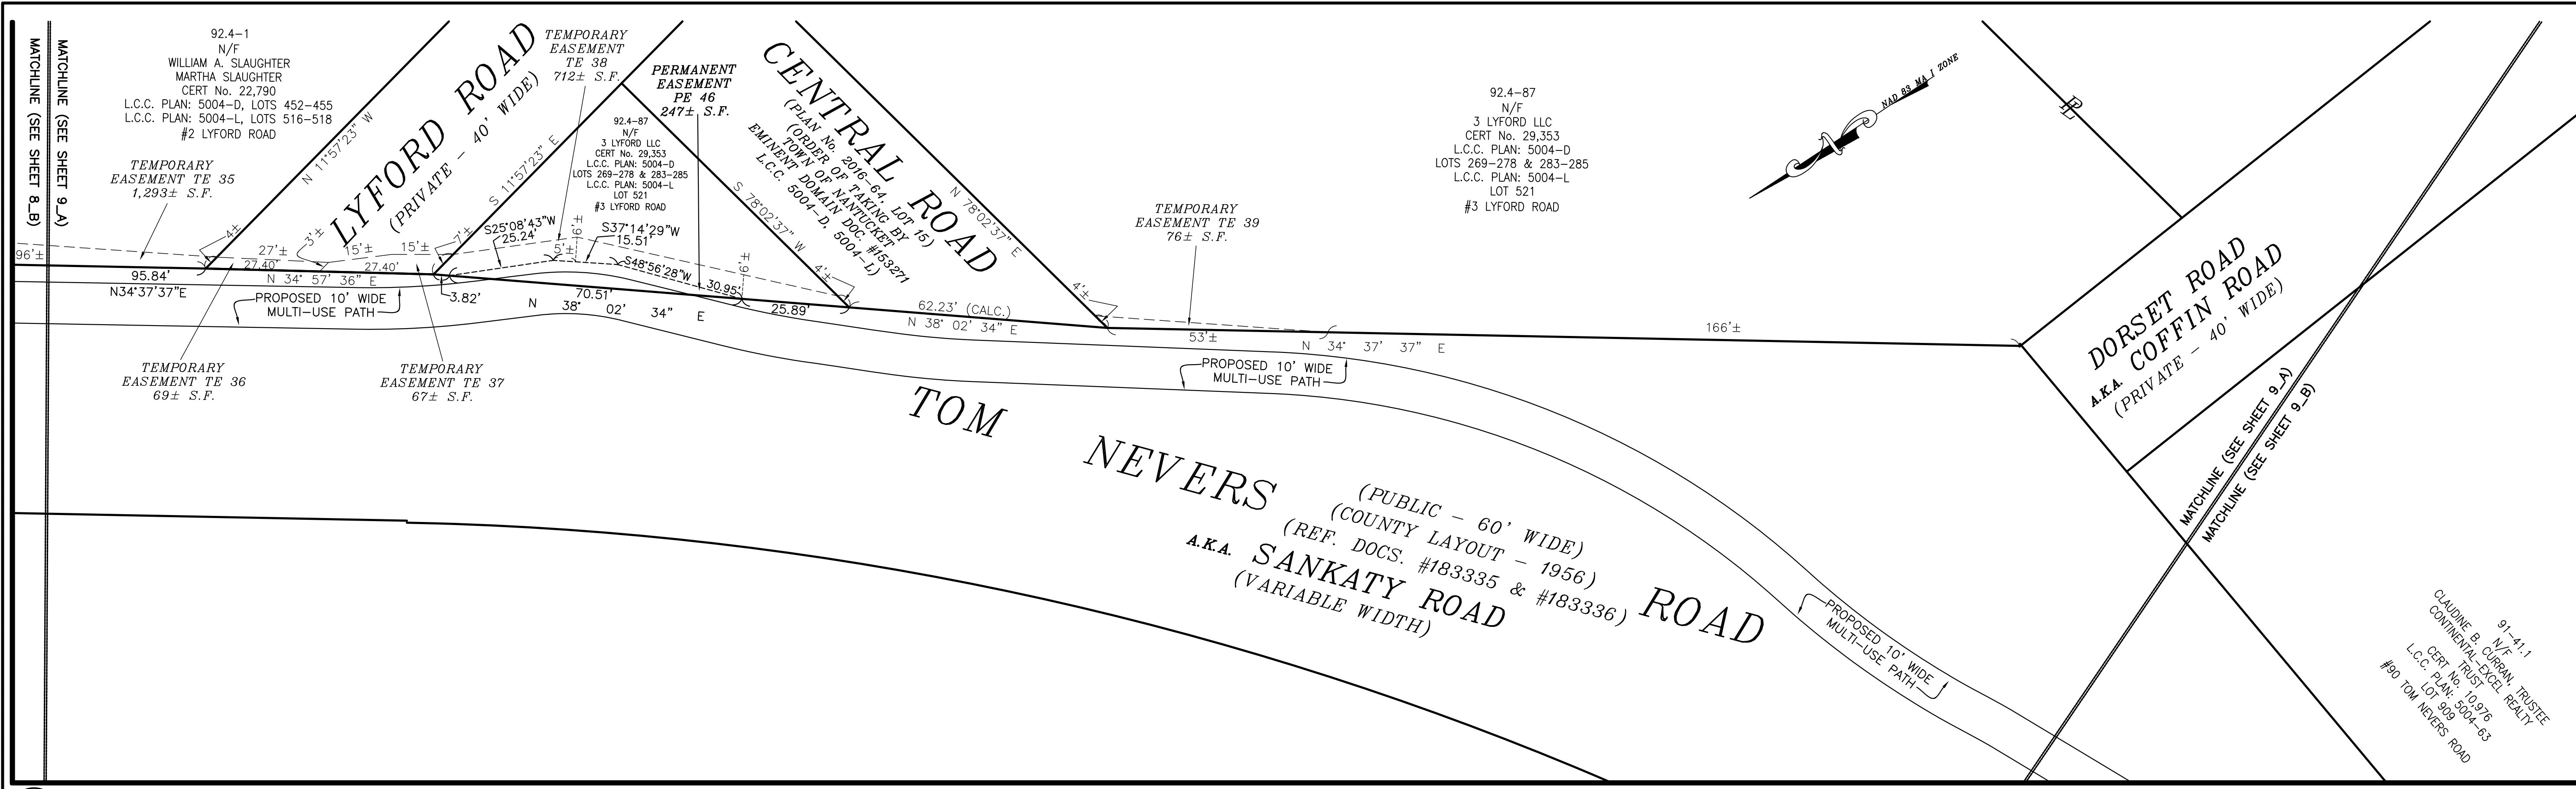 MATCHLINE (SEE SHEET 8_B)
MATCHLINE (SEE SHEET 9_A)
92.4-1
N/F
WILLIAM A. SLAUGHTER
MARTHA SLAUGHTER
CERT No. 22,790
L.C.C. PLAN: 5004-D, LOTS 452-455
L.C.C. PLAN: 5004-L, LOTS 516-518
#2 LYFORD ROAD
TEMPORARY
EASEMENT TE 35
1,293± S.F.
N 11°57'23" W
LYFORD ROAD
(PRIVATE - 40' WIDE)
S 11°57'23" E
TEMPORARY
EASEMENT
TE 38
712± S.F.
PERMANENT
EASEMENT
PE 46
247± S.F.
92.4-87
N/F
3 LYFORD LLC
CERT No. 29,353
L.C.C. PLAN: 5004-D
LOTS 269-278 & 283-285
L.C.C. PLAN: 5004-L
LOT 521
#3 LYFORD ROAD
S 78°02'37" W
CENTRAL ROAD
(PLAN No. 2016-64, LOT 15)
(ORDER OF TAKING BY
TOWN OF NANTUCKET
EMINENT DOMAIN DOC. #153271
L.C.C. 5004-D, 5004-L)
N 78°02'37" E
92.4-87
N/F
3 LYFORD LLC
CERT No. 29,353
L.C.C. PLAN: 5004-D
LOTS 269-278 & 283-285
L.C.C. PLAN: 5004-L
LOT 521
#3 LYFORD ROAD
NAD 83 MA I ZONE
PL
TEMPORARY
EASEMENT TE 39
76± S.F.
96'±
4'±
27'±
3'±
15'±
15'±
7'±
S25°08'43"W
25.24'
5'±
6'±
S37°14'29"W
15.51'
S48°56'28"W
30.95'
6'±
4'±
4'±
95.84'
N34°37'37"E
27.40'
27.40'
N 34° 57' 36" E
3.82'
70.51'
N 38° 02' 34" E
25.89'
62.23' (CALC.)
N 38° 02' 34" E
53'±
N 34° 37' 37" E
166'±
PROPOSED 10' WIDE
MULTI-USE PATH
PROPOSED 10' WIDE
MULTI-USE PATH
TEMPORARY
EASEMENT TE 36
69± S.F.
TEMPORARY
EASEMENT TE 37
67± S.F.
TOM NEVERS ROAD
(PUBLIC - 60' WIDE)
(COUNTY LAYOUT - 1956)
(REF. DOCS. #183335 & #183336)
A.K.A. SANKATY ROAD
(VARIABLE WIDTH)
PROPOSED 10' WIDE
MULTI-USE PATH
DORSET ROAD
A.K.A. COFFIN ROAD
(PRIVATE - 40' WIDE)
MATCHLINE (SEE SHEET 9_A)
MATCHLINE (SEE SHEET 9_B)
91-41.1
N/F
CLAUDINE B. CURRAN, TRUSTEE
CONTINENTAL-EXCEL REALTY
TRUST
CERT No. 10,976
L.C.C. PLAN: 5004-63
LOT 909
#90 TOM NEVERS ROAD